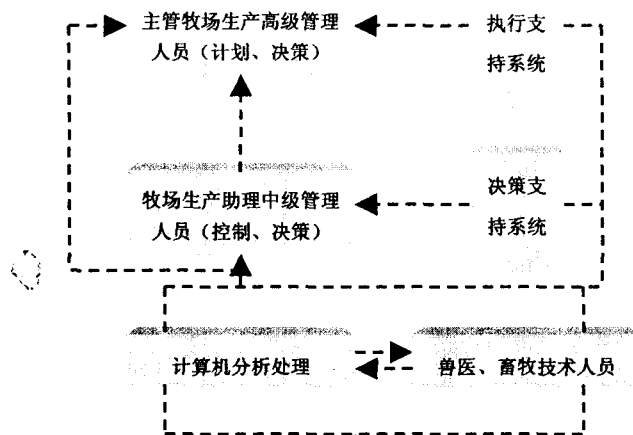 主管牧场生产高级管理
人员（计划、决策）
执行支
持系统
牧场生产助理中级管理
人员（控制、决策）
决策支
持系统
计算机分析处理
兽医、畜牧技术人员